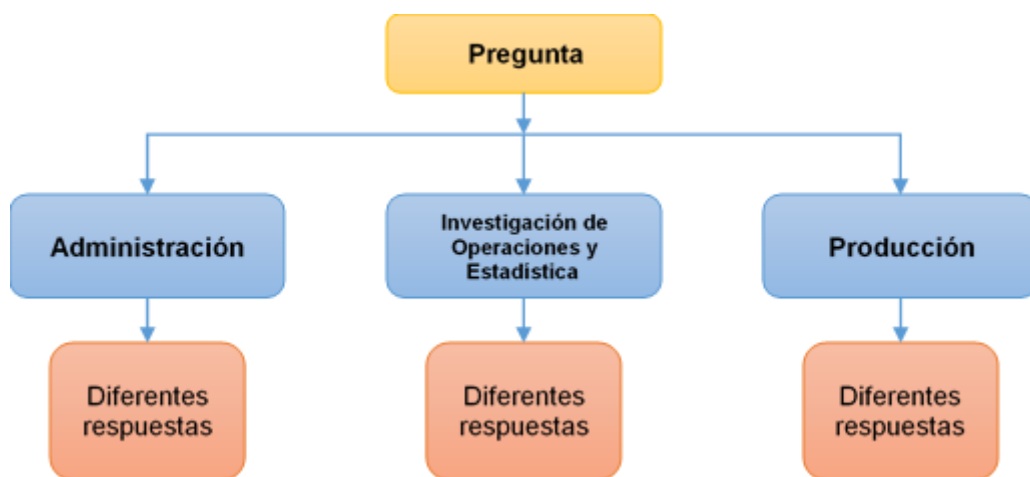 Pregunta
Administración
Investigación de
Operaciones y
Estadística
Producción
Diferentes
respuestas
Diferentes
respuestas
Diferentes
respuestas